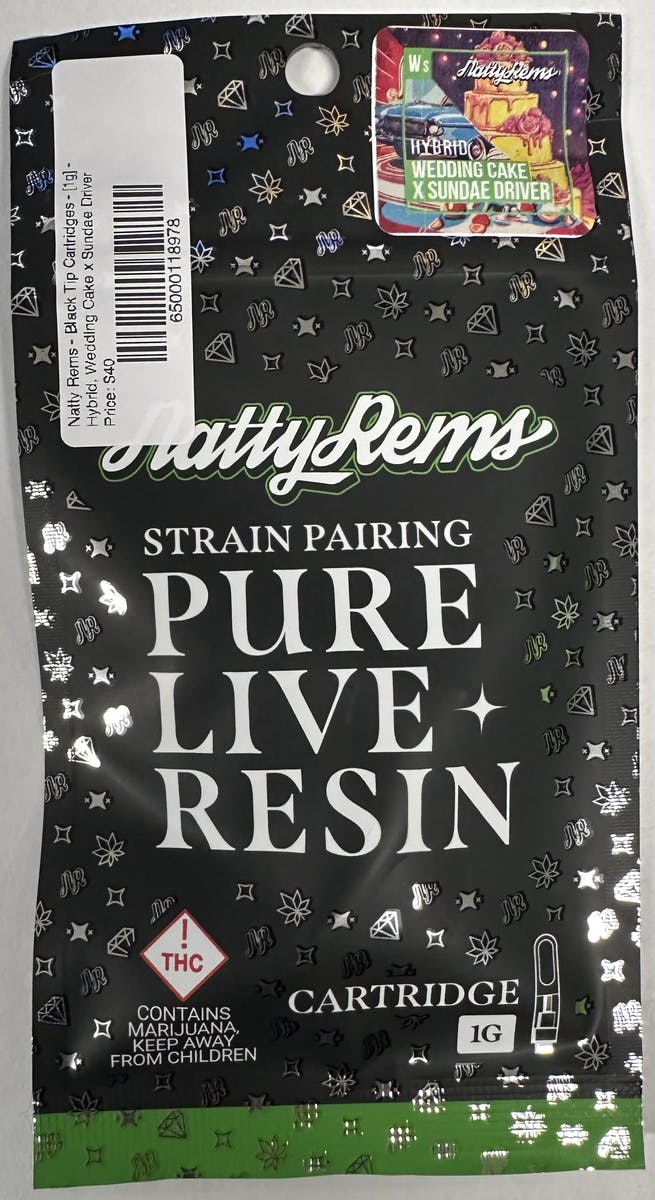 Natty Rems - Black Tip Cartridges - [1g] -
Hybrid, Wedding Cake x Sundae Driver
Price: $40
65000118978
Ws
NattyRems
HYBRID
WEDDING CAKE
X SUNDAE DRIVER
NattyRems
STRAIN PAIRING
PURE
LIVE
RESIN
!
THC
CONTAINS
MARIJUANA,
KEEP AWAY
FROM CHILDREN
CARTRIDGE
1G